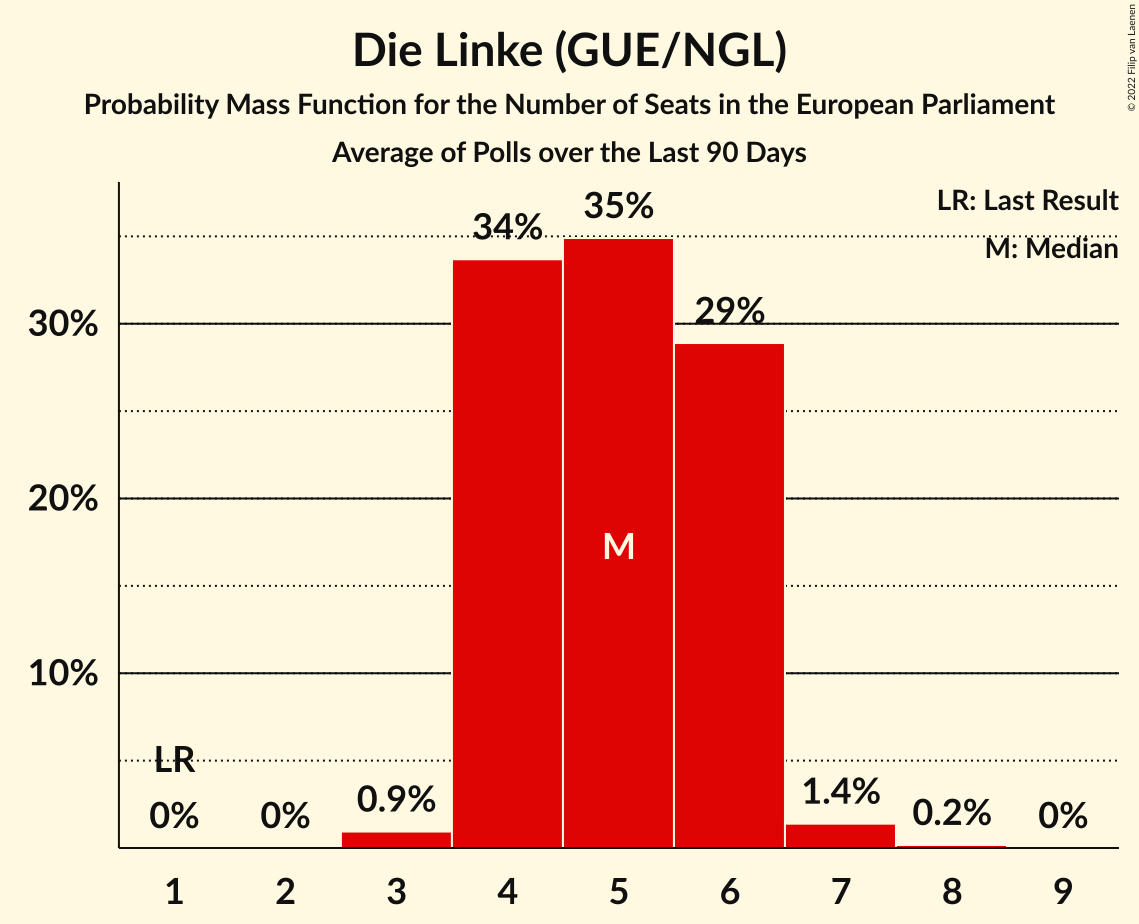 Die Linke (GUE/NGL)
Probability Mass Function for the Number of Seats in the European Parliament
Average of Polls over the Last 90 Days
© 2022 Filip van Laenen
LR: Last Result
M: Median
34%
35%
29%
30%
20%
10%
M
LR
0%
0%
0.9%
1.4%
0.2%
0%
1 2 3 4 5 6 7 8 9